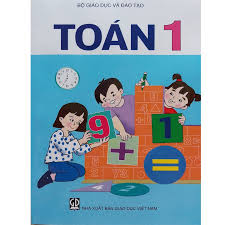 BỘ GIÁO DỤC VÀ ĐÀO TẠO
TOÁN 1
9
+
1
=
NHÀ XUẤT BẢN GIÁO DỤC VIỆT NAM